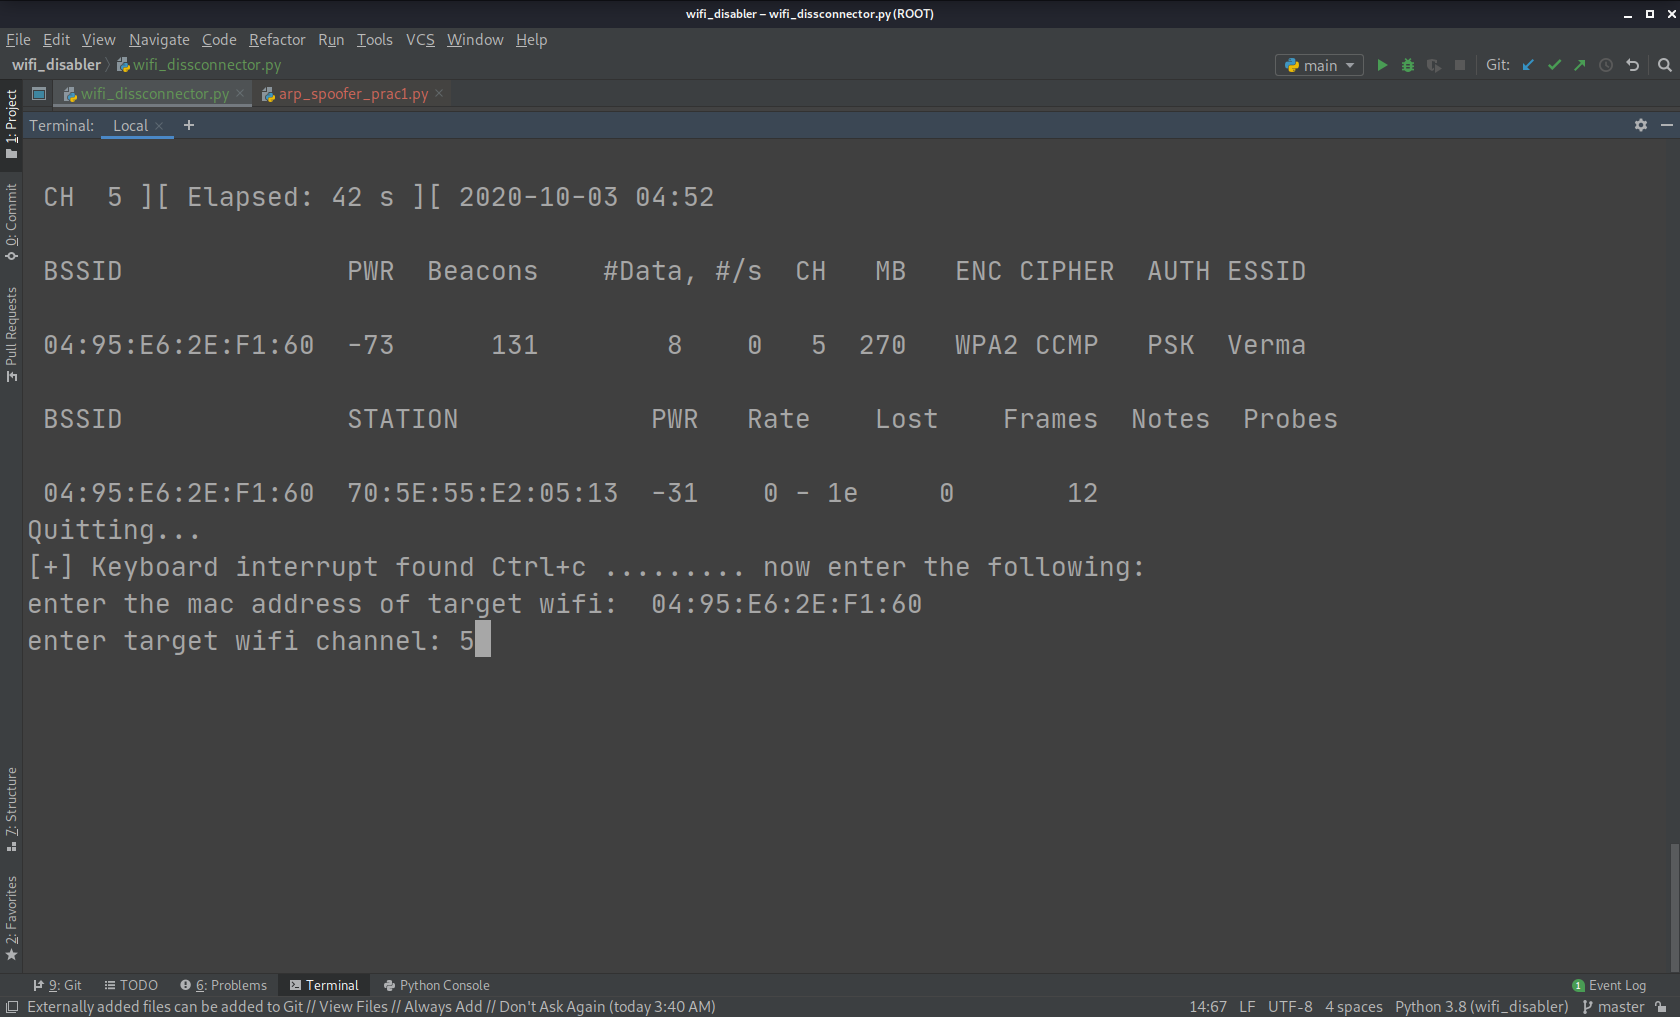 wifi_disabler – wifi_dissconnector.py (ROOT)
File Edit View Navigate Code Refactor Run Tools VCS Window Help
wifi_disabler wifi_dissconnector.py main Git:
wifi_dissconnector.py arp_spoofer_prac1.py
Terminal: Local +
1: Project
0: Commit
Pull Requests
7: Structure
2: Favorites
CH 5 ][ Elapsed: 42 s ][ 2020-10-03 04:52
BSSID PWR Beacons #Data, #/s CH MB ENC CIPHER AUTH ESSID
04:95:E6:2E:F1:60 -73 131 8 0 5 270 WPA2 CCMP PSK Verma
BSSID STATION PWR Rate Lost Frames Notes Probes
04:95:E6:2E:F1:60 70:5E:55:E2:05:13 -31 0 - 1e 0 12
Quitting...
[+] Keyboard interrupt found Ctrl+c ......... now enter the following:
enter the mac address of target wifi: 04:95:E6:2E:F1:60
enter target wifi channel: 5
9: Git TODO 6: Problems Terminal Python Console 1 Event Log
Externally added files can be added to Git // View Files // Always Add // Don't Ask Again (today 3:40 AM) 14:67 LF UTF-8 4 spaces Python 3.8 (wifi_disabler) master